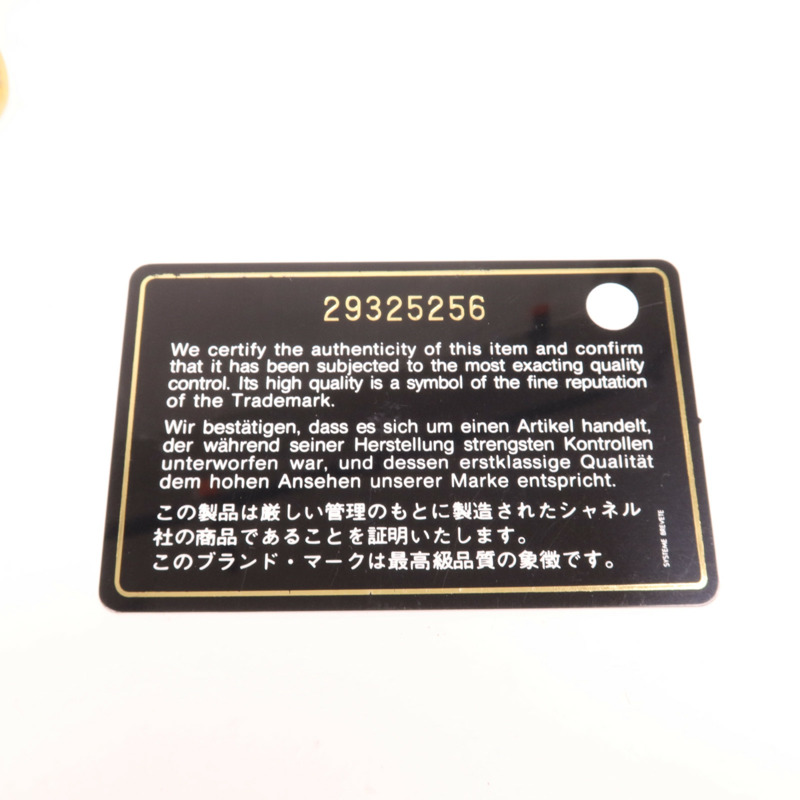 29325256
We certify the authenticity of this item and confirm
that it has been subjected to the most exacting quality
control. Its high quality is a symbol of the fine reputation
of the Trademark.
Wir bestätigen, dass es sich um einen Artikel handelt,
der während seiner Herstellung strengsten Kontrollen
unterworfen war, und dessen erstklassige Qualität
dem hohen Ansehen unserer Marke entspricht.
この製品は厳しい管理のもとに製造されたシャネル
社の商品であることを証明いたします。
このブランド・マークは最高級品質の象徴です。
SYSTEME BREVETE